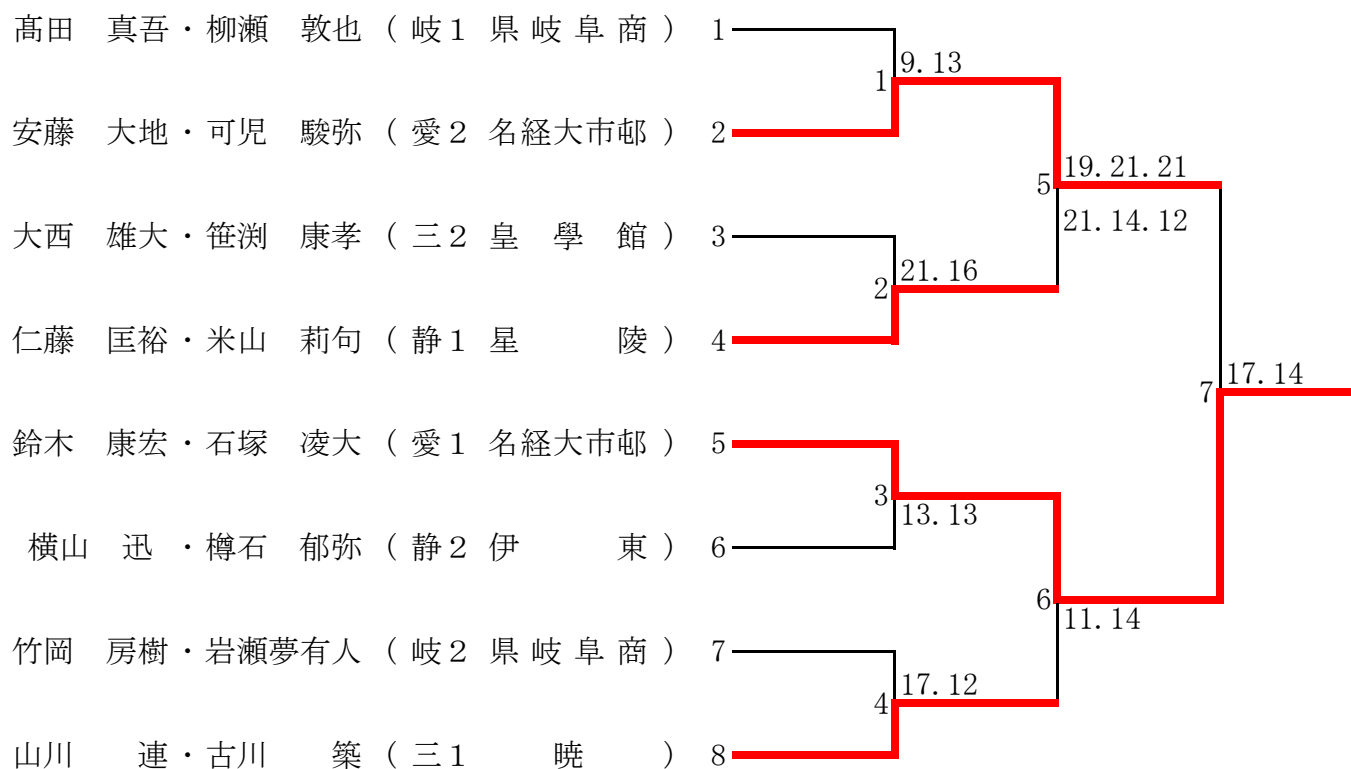 髙田　真吾・柳瀬　敦也（岐１ 県岐阜商） 1
9.13
1
安藤　大地・可児　駿弥（愛２ 名経大市邨） 2
19.21.21
5
21.14.12
大西　雄大・笹渕　康孝（三２ 皇　學　館） 3
21.16
2
仁藤　匡裕・米山　莉句（静１ 星　　　陵） 4
17.14
7
鈴木　康宏・石塚　凌大（愛１ 名経大市邨） 5
3
13.13
横山　迅　・樽石　郁弥（静２ 伊　　　東） 6
6
11.14
竹岡　房樹・岩瀬夢有人（岐２ 県岐阜商） 7
17.12
4
山川　　連・古川　　築（三１　　暁　　） 8